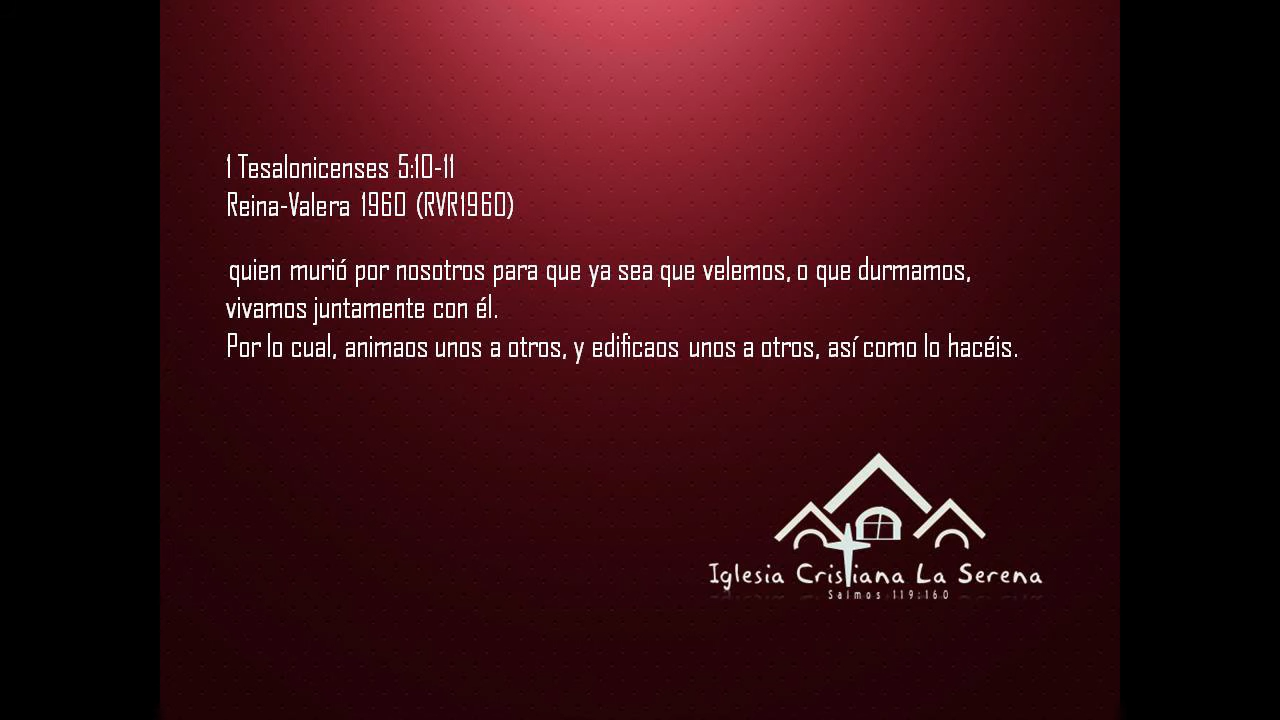 1 Tesalonicenses 5:10-11
Reina-Valera 1960 (RVR1960)
quien murió por nosotros para que ya sea que velemos, o que durmamos,
vivamos juntamente con él.
Por lo cual, animaos unos a otros, y edificaos unos a otros, así como lo hacéis.
Iglesia Cristiana La Serena
Salmos 119:160